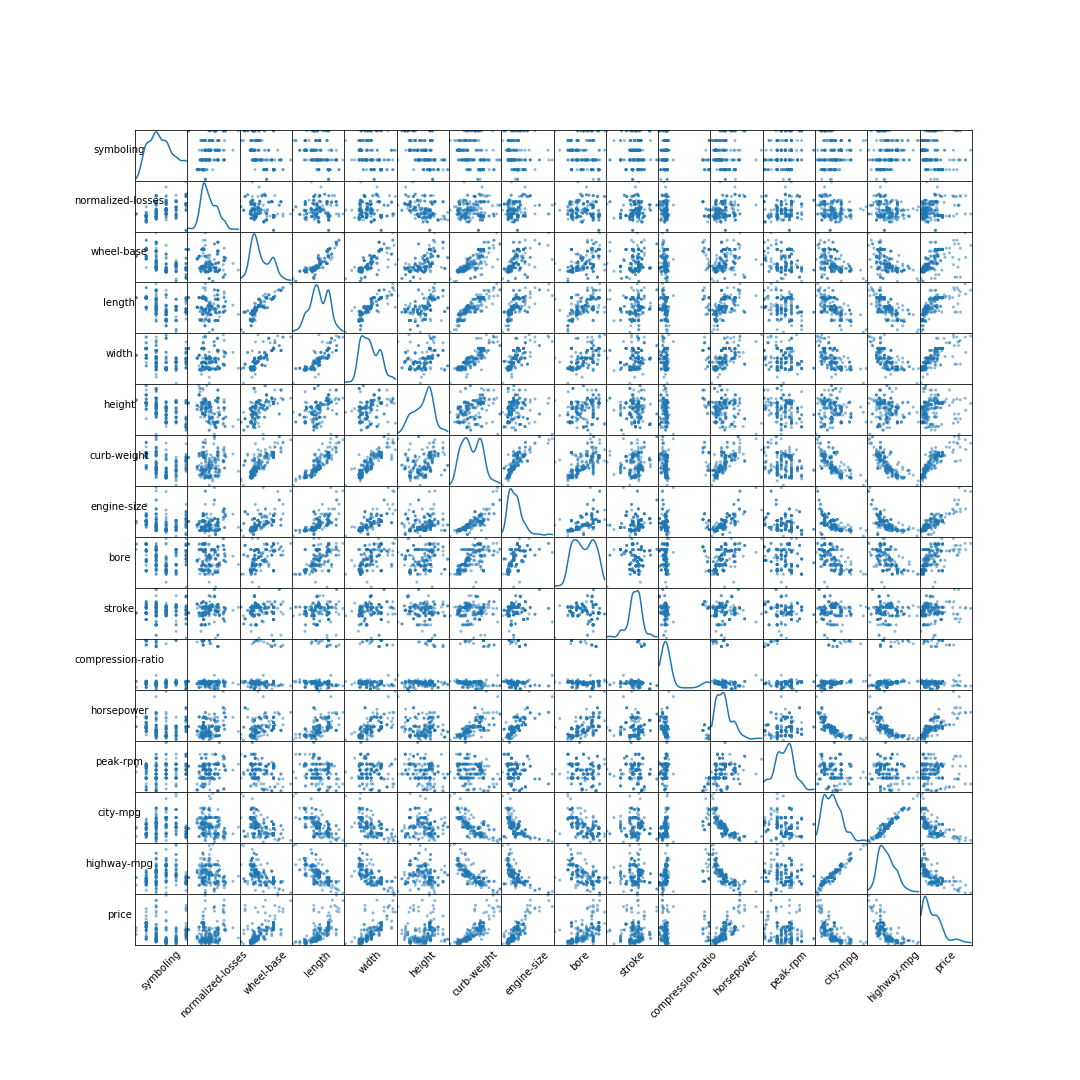 symboling
normalized-losses
wheel-base
length
width
height
curb-weight
engine-size
bore
stroke
compression-ratio
horsepower
peak-rpm
city-mpg
highway-mpg
price
symboling
normalized-losses
wheel-base
length
width
height
curb-weight
engine-size
bore
stroke
compression-ratio
horsepower
peak-rpm
city-mpg
highway-mpg
price